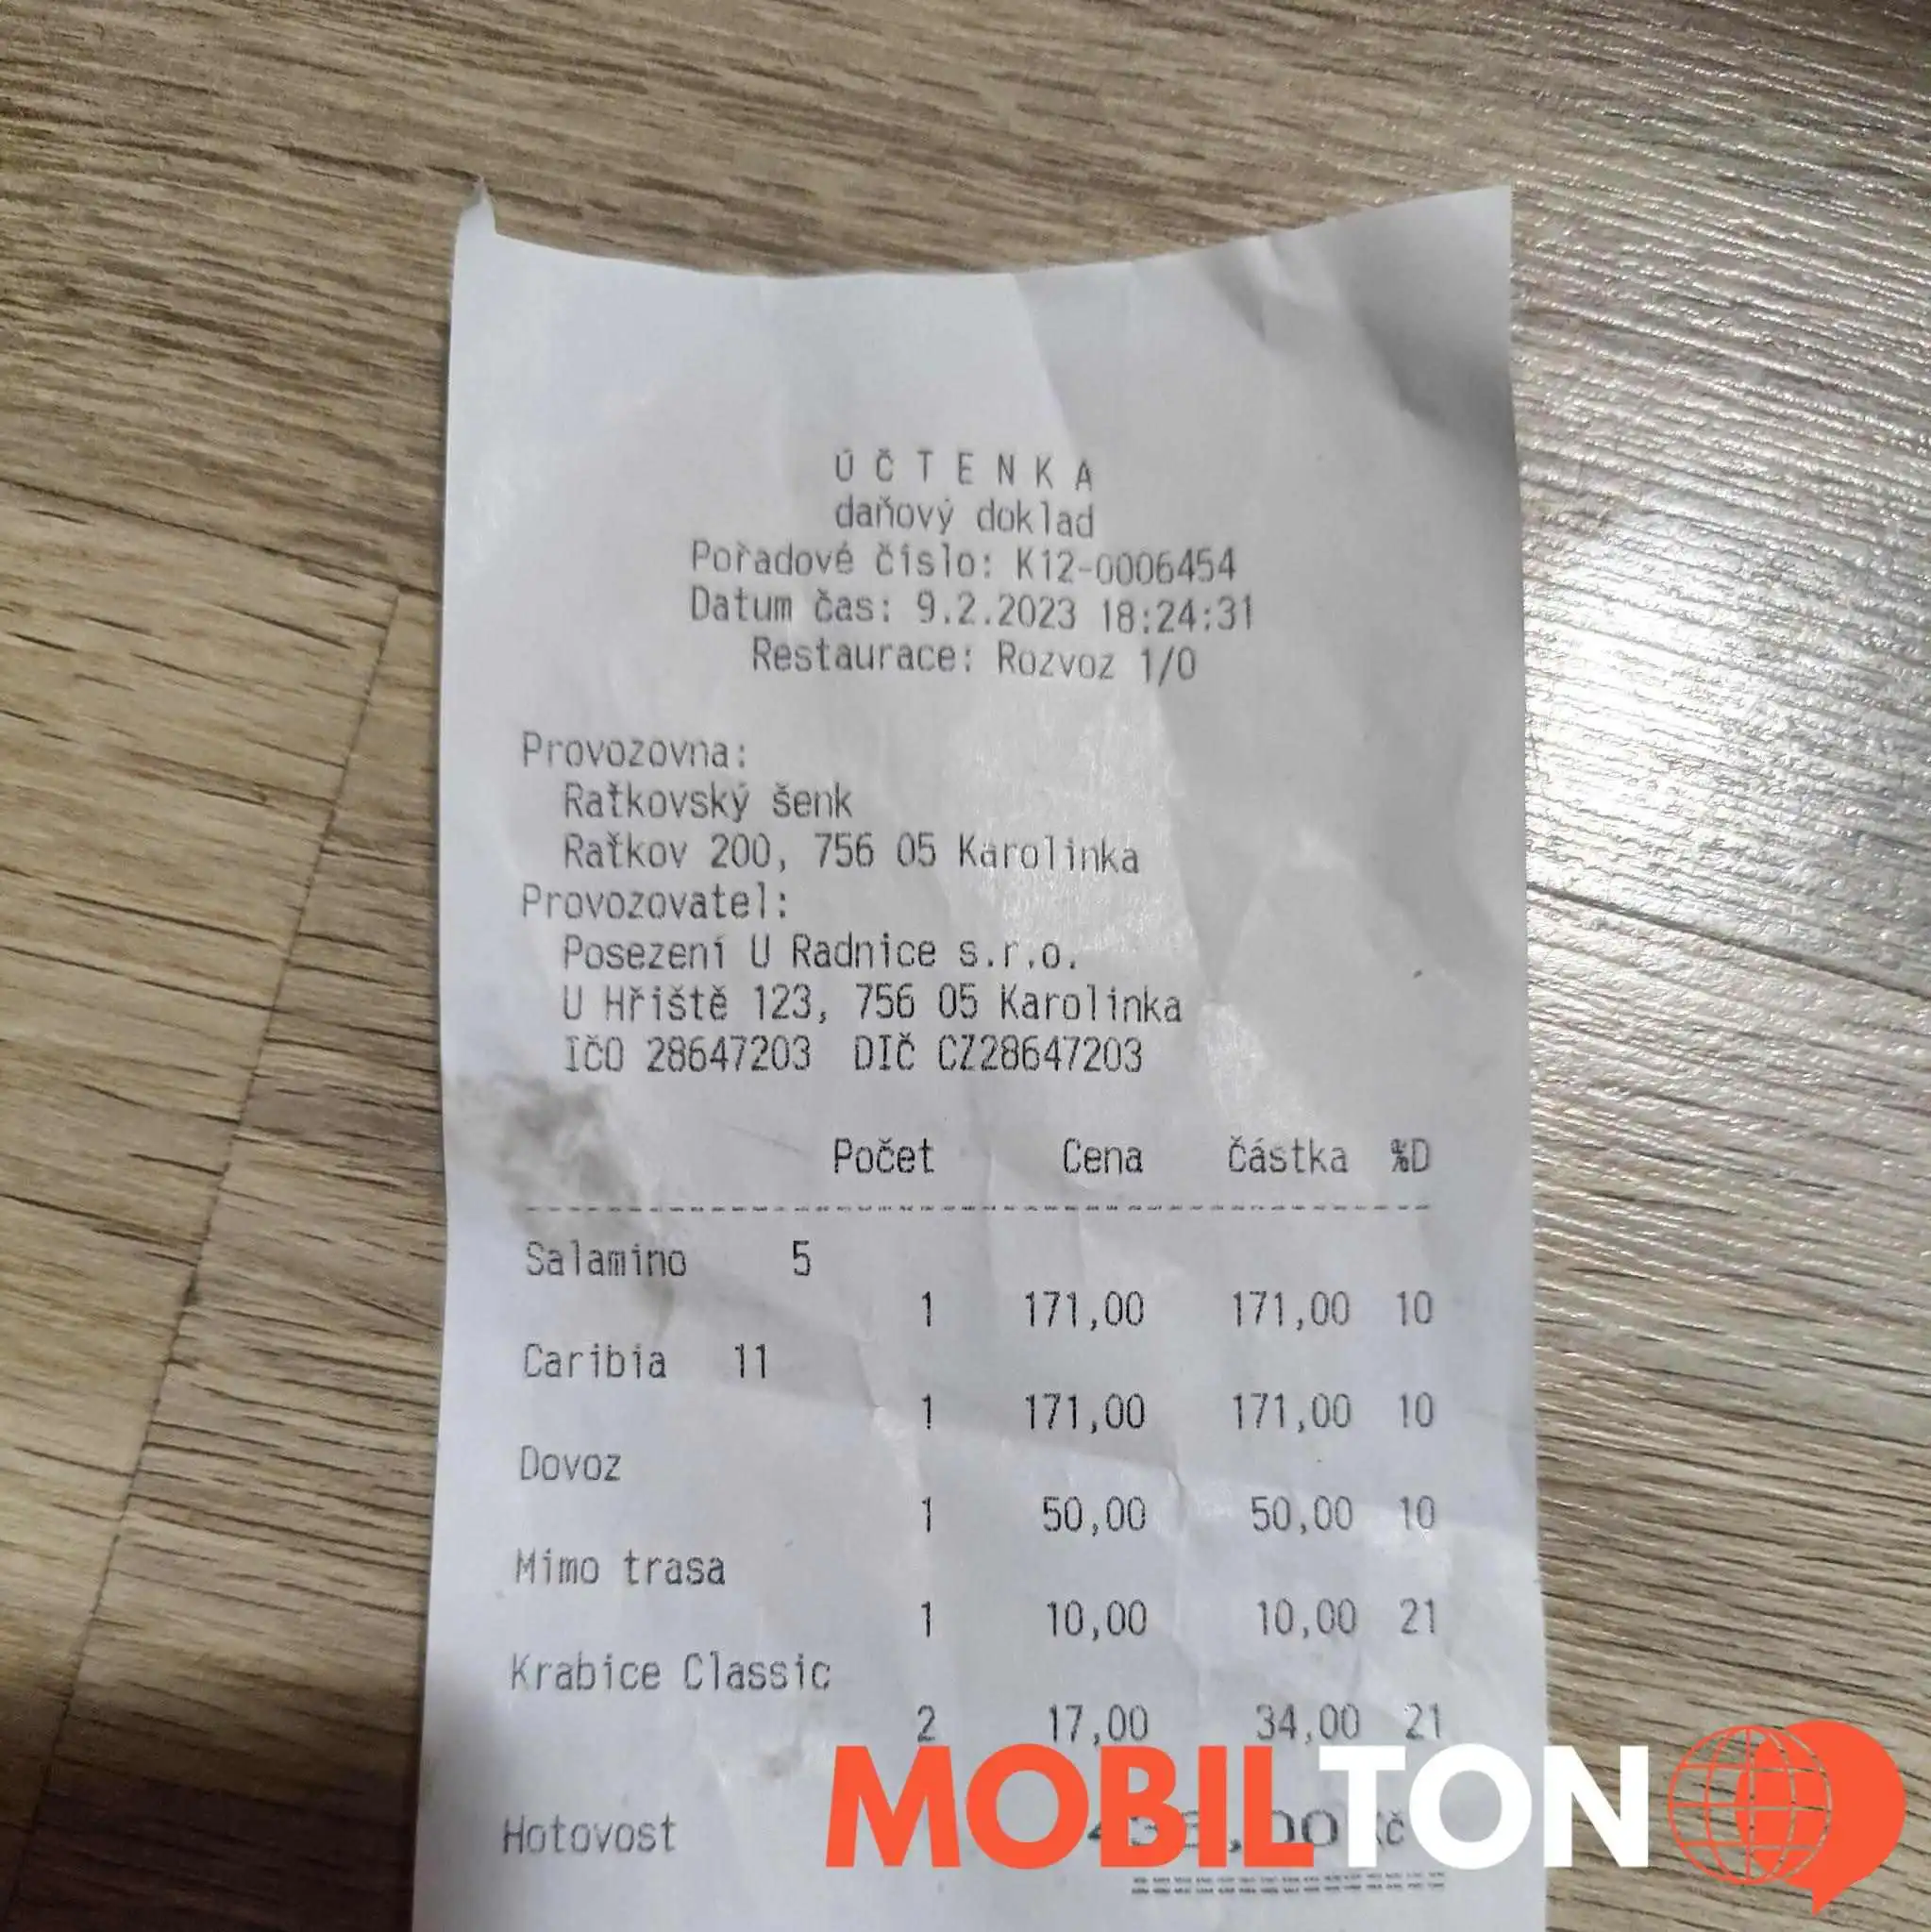 ÚČTENKA
daňový doklad
Pořadové číslo: K12-0006454
Datum čas: 9.2.2023 18:24:31
Restaurace: Rozvoz 1/0
Provozovna:
Raťkovský šenk
Raťkov 200, 756 05 Karolinka
Provozovatel:
Posezení U Radnice s.r.o.
U Hřiště 123, 756 05 Karolinka
IČO 28647203 DIČ CZ28647203
Počet Cena Částka %D
Salamino 5
1 171,00 171,00 10
Caribia 11
1 171,00 171,00 10
Dovoz
1 50,00 50,00 10
Mimo trasa
1 10,00 10,00 21
Krabice Classic
2 17,00 34,00 21
Hotovost Kč
MOBILTON